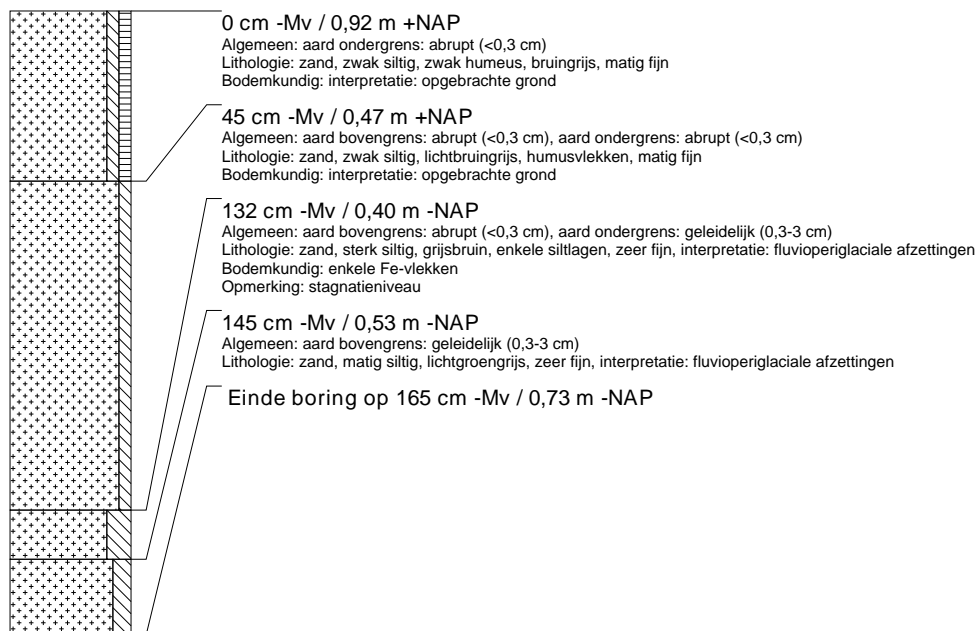 0 cm -Mv / 0,92 m +NAP
Algemeen: aard ondergrens: abrupt (<0,3 cm)
Lithologie: zand, zwak siltig, zwak humeus, bruingrijs, matig fijn
Bodemkundig: interpretatie: opgebrachte grond
45 cm -Mv / 0,47 m +NAP
Algemeen: aard bovengrens: abrupt (<0,3 cm), aard ondergrens: abrupt (<0,3 cm)
Lithologie: zand, zwak siltig, lichtbruingrijs, humusvlekken, matig fijn
Bodemkundig: interpretatie: opgebrachte grond
132 cm -Mv / 0,40 m -NAP
Algemeen: aard bovengrens: abrupt (<0,3 cm), aard ondergrens: geleidelijk (0,3-3 cm)
Lithologie: zand, sterk siltig, grijsbruin, enkele siltlagen, zeer fijn, interpretatie: fluvioperiglaciale afzettingen
Bodemkundig: enkele Fe-vlekken
Opmerking: stagnatieniveau
145 cm -Mv / 0,53 m -NAP
Algemeen: aard bovengrens: geleidelijk (0,3-3 cm)
Lithologie: zand, matig siltig, lichtgroengrijs, zeer fijn, interpretatie: fluvioperiglaciale afzettingen
Einde boring op 165 cm -Mv / 0,73 m -NAP